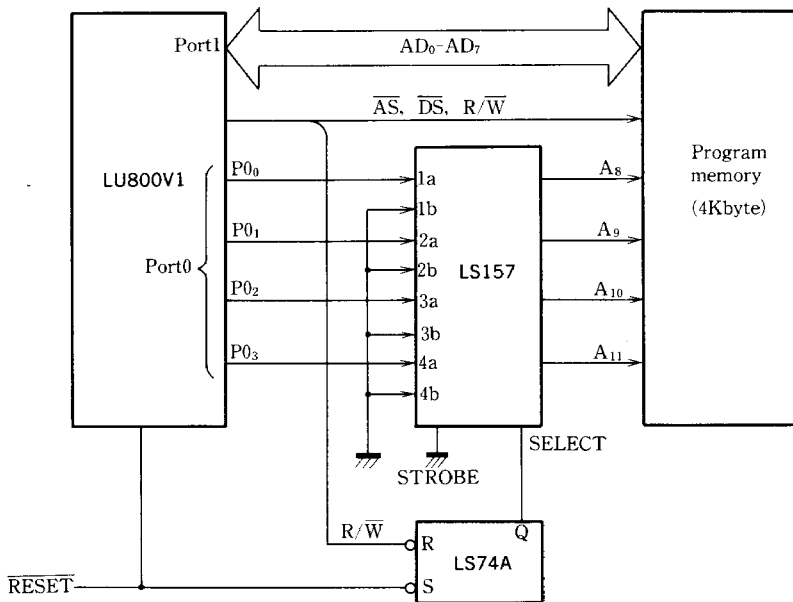 Port1
AD₀-AD₇
A̅S̅, D̅S̅, R/W̅
LU800V1
P0₀
1a
A₈
Program
memory
(4Kbyte)
1b
P0₁
2a
A₉
Port0
2b
LS157
P0₂
3a
A₁₀
3b
P0₃
4a
A₁₁
4b
SELECT
STROBE
R/W̅
R
Q̅
LS74A
R̅E̅S̅E̅T̅
S